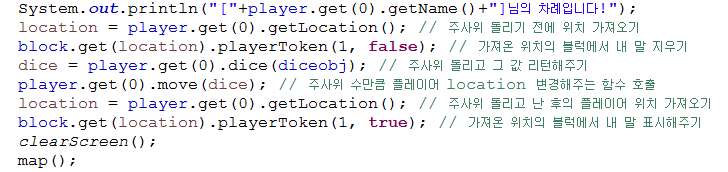 System.out.println("["+player.get(0).getName()+"]님의 차례입니다!");
location = player.get(0).getLocation(); // 주사위 돌리기 전에 위치 가져오기
block.get(location).playerToken(1, false); // 가져온 위치의 블럭에서 내 말 지우기
dice = player.get(0).dice(diceobj); // 주사위 돌리고 그 값 리턴해주기
player.get(0).move(dice); // 주사위 수만큼 플레이어 location 변경해주는 함수 호출
location = player.get(0).getLocation(); // 주사위 돌리고 난 후의 플레이어 위치 가져오기
block.get(location).playerToken(1, true); // 가져온 위치의 블럭에서 내 말 표시해주기
clearScreen();
map();